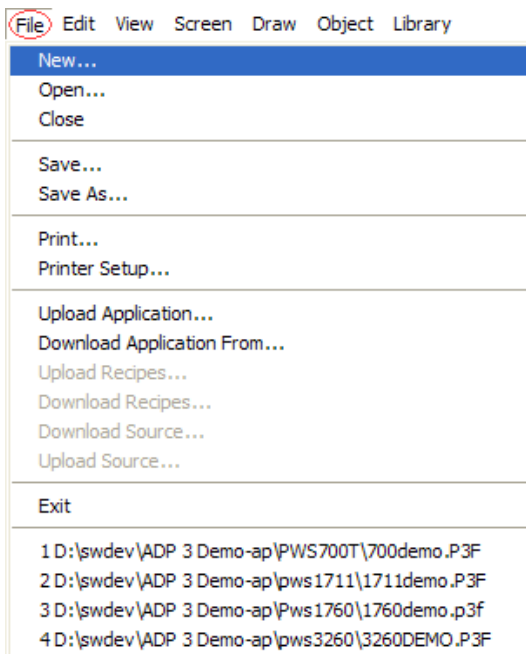 File Edit View Screen Draw Object Library
New...
Open...
Close
Save...
Save As...
Print...
Printer Setup...
Upload Application...
Download Application From...
Upload Recipes...
Download Recipes...
Download Source...
Upload Source...
Exit
1 D:\swdev\ADP 3 Demo-ap\PWS700T\700demo.P3F
2 D:\swdev\ADP 3 Demo-ap\pws1711\1711demo.P3F
3 D:\swdev\ADP 3 Demo-ap\Pws1760\1760demo.p3f
4 D:\swdev\ADP 3 Demo-ap\pws3260\3260DEMO.P3F